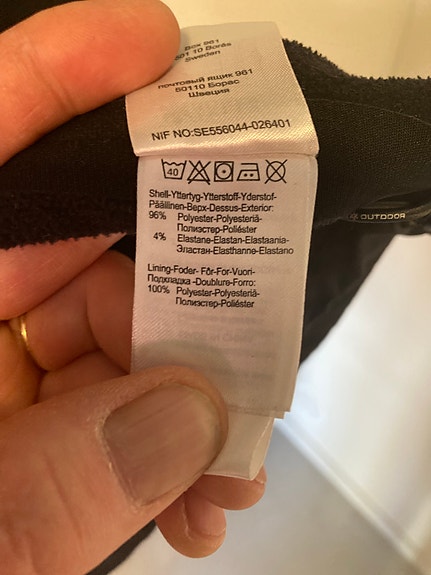 Box 961
501 10 Borås
Sweden
почтовый ящик 961
50110 Борас
Швеция
NIF NO:SE556044-026401
40
Shell-Yttertyg-Ytterstoff-Yderstof-
Päällinen-Верх-Dessus-Exterior:
96% Polyester-Polyesteriä-
Полиэстер-Poliéster
4% Elastane-Elastan-Elastaania-
Эластан-Elasthanne-Elastano
Lining-Foder- Fôr-For-Vuori-
Подкладка -Doublure-Forro:
100% Polyester-Polyesteriä-
Полиэстер-Poliéster
OUTDOOR